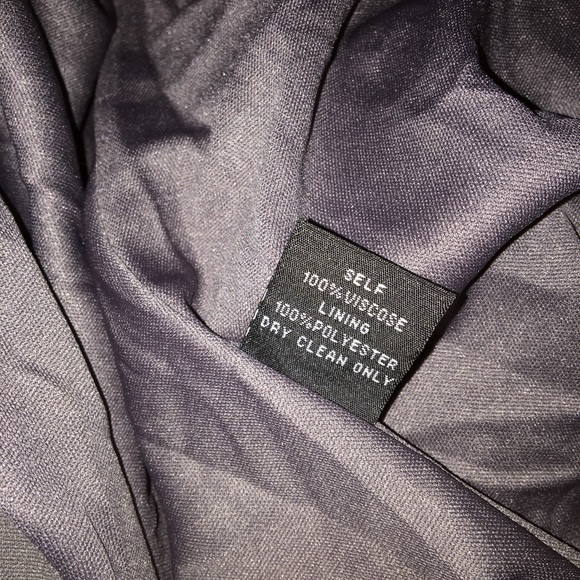 SELF
100%VISCOSE
LINING
100%POLYESTER
DRY CLEAN ONLY